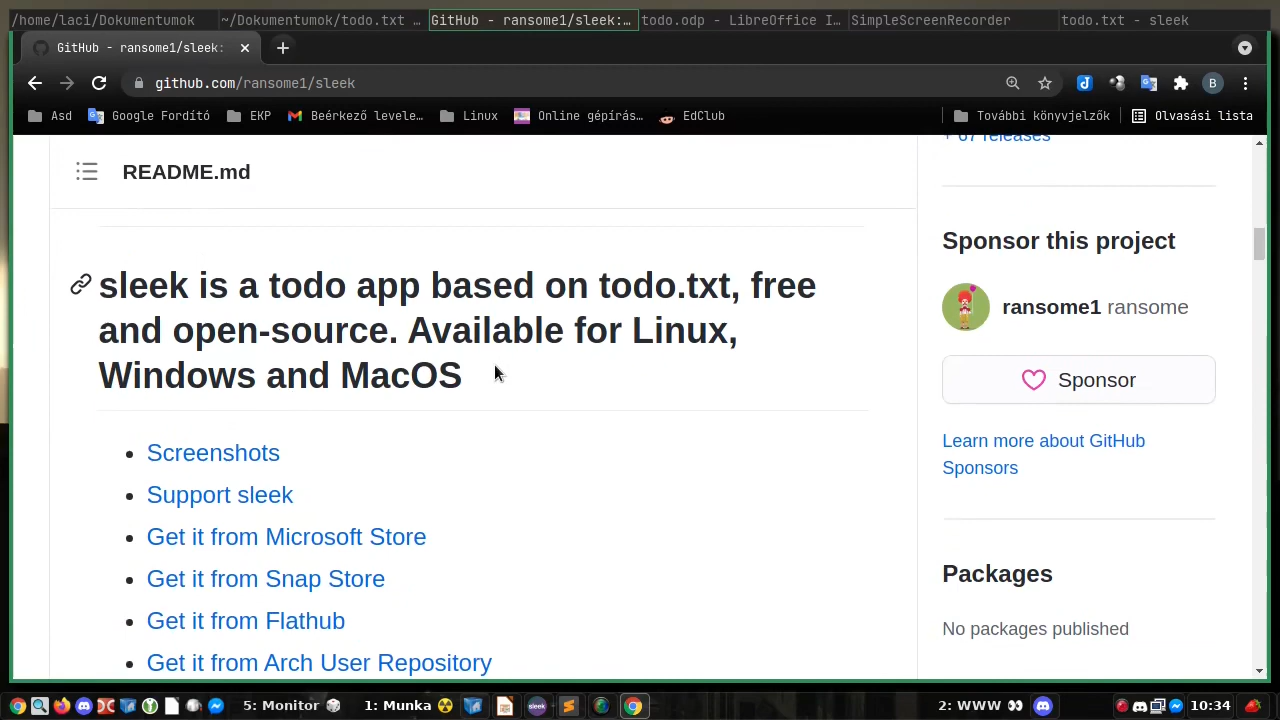 /home/laci/Dokumentumok
~/Dokumentumok/todo.txt …
GitHub - ransome1/sleek:…
todo.odp - LibreOffice I…
SimpleScreenRecorder
todo.txt - sleek
GitHub - ransome1/sleek:
github.com/ransome1/sleek
B
Asd
Google Fordító
EKP
Beérkező levele…
Linux
Online gépírás…
EdClub
További könyvjelzők
Olvasási lista
+ 67 releases
README.md
sleek is a todo app based on todo.txt, free
and open-source. Available for Linux,
Windows and MacOS
Screenshots
Support sleek
Get it from Microsoft Store
Get it from Snap Store
Get it from Flathub
Get it from Arch User Repository
Sponsor this project
ransome1 ransome
Sponsor
Learn more about GitHub
Sponsors
Packages
No packages published
5: Monitor
1: Munka
sleek
2: WWW
10:34